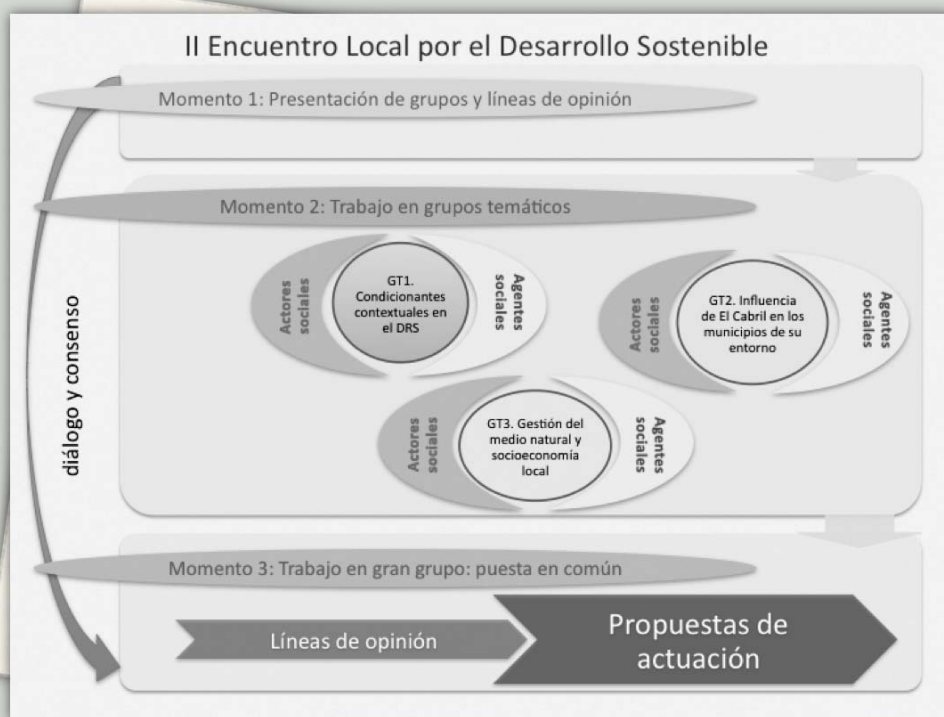 II Encuentro Local por el Desarrollo Sostenible
Momento 1: Presentación de grupos y líneas de opinión
Momento 2: Trabajo en grupos temáticos
Actores
sociales
GT1.
Condicionantes
contextuales en
el DRS
Agentes
sociales
Actores
sociales
GT2. Influencia
de El Cabril en los
municipios de su
entorno
Agentes
sociales
Actores
sociales
GT3. Gestión del
medio natural y
socioeconomía
local
Agentes
sociales
diálogo y consenso
Momento 3: Trabajo en gran grupo: puesta en común
Líneas de opinión
Propuestas de
actuación